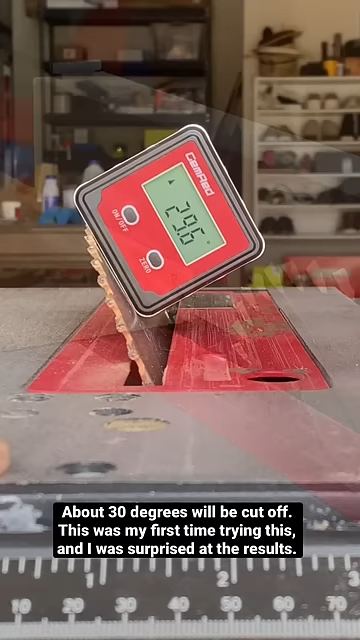 GemRed
29.6°
ON/OFF
ZERO
About 30 degrees will be cut off.
This was my first time trying this,
and I was surprised at the results.
1 2
10 20 30 40 50 60 70